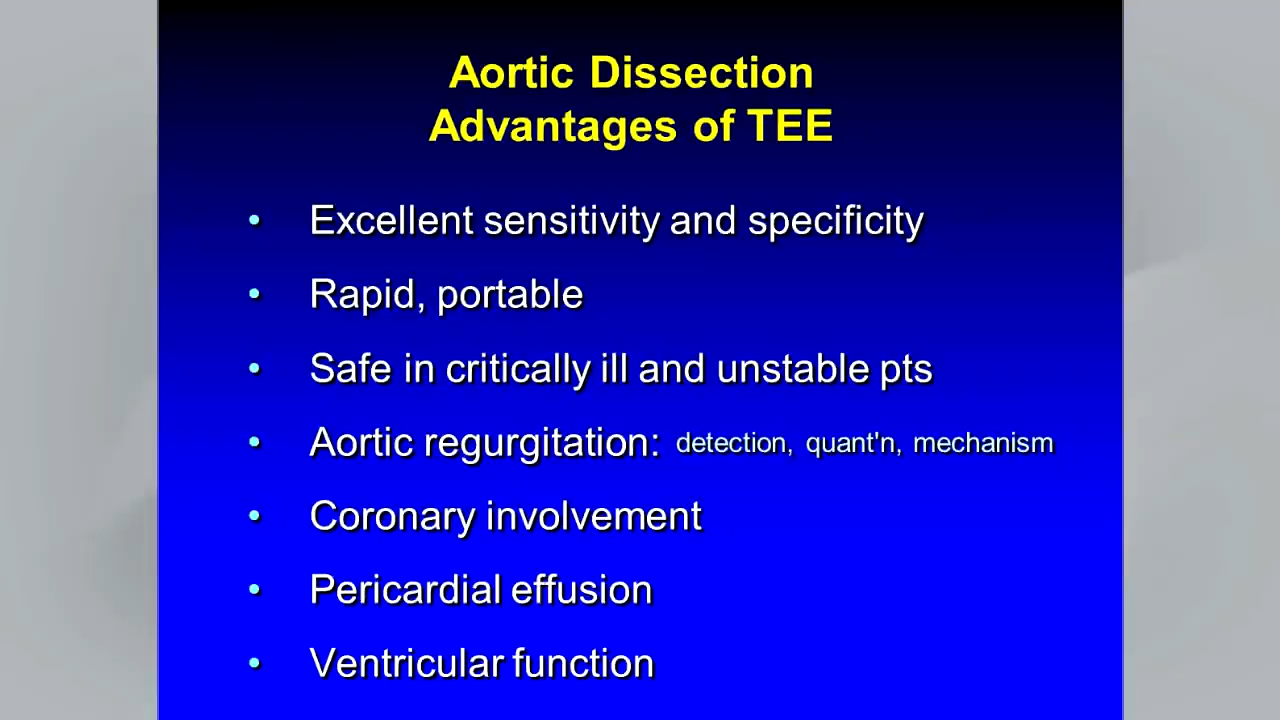 Aortic Dissection
Advantages of TEE
• Excellent sensitivity and specificity
• Rapid, portable
• Safe in critically ill and unstable pts
• Aortic regurgitation: detection, quant'n, mechanism
• Coronary involvement
• Pericardial effusion
• Ventricular function